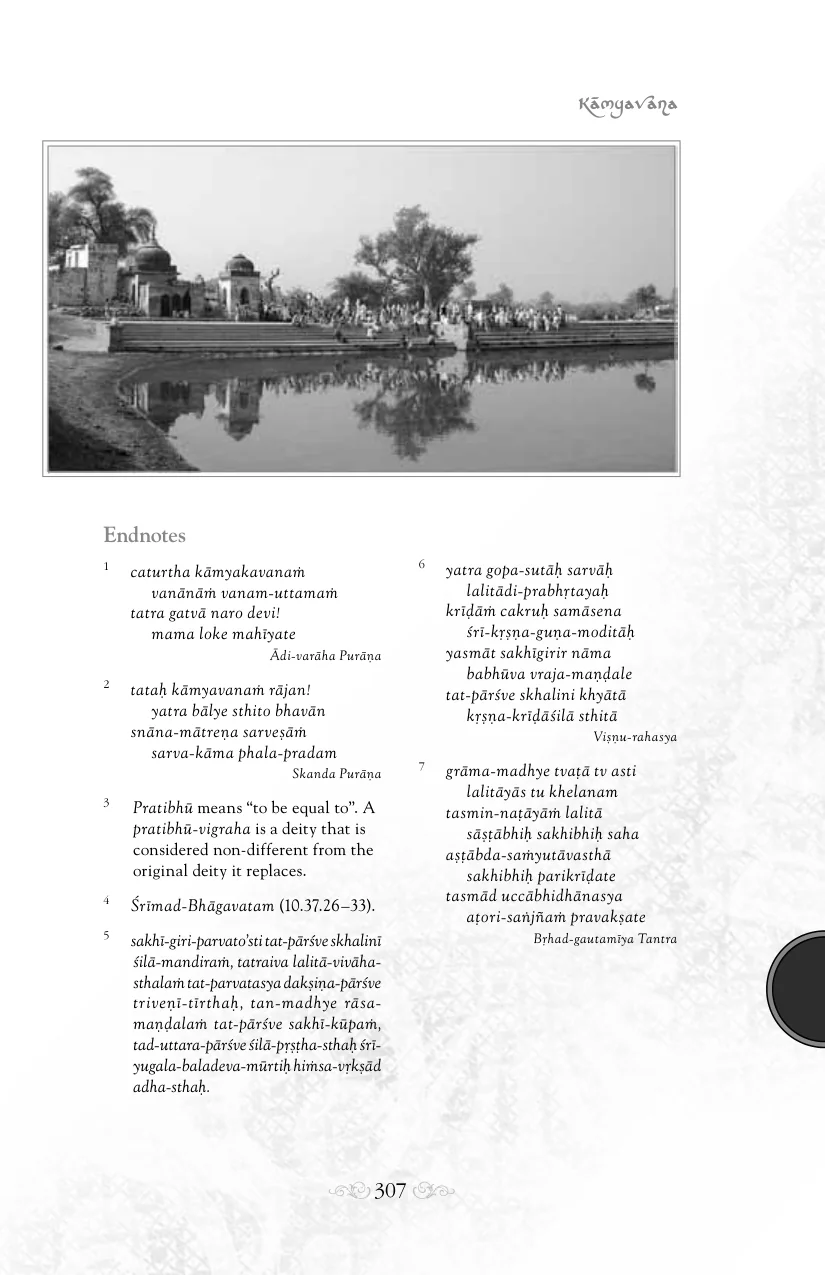 Kāmyavāṇa
Endnotes
1 caturtha kāmyakavanaṁ
vanānāṁ vanam-uttamaṁ
tatra gatvā naro devi!
mama loke mahīyate
Ādi-varāha Purāṇa
2 tataḥ kāmyavanaṁ rājan!
yatra bālye sthito bhavān
snāna-mātreṇa sarveṣāṁ
sarva-kāma phala-pradam
Skanda Purāṇa
3 Pratibhū means “to be equal to”. A
pratibhū-vigraha is a deity that is
considered non-different from the
original deity it replaces.
4 Śrīmad-Bhāgavatam (10.37.26–33).
5 sakhī-giri-parvato’sti tat-pārśve skhalinī
śilā-mandiraṁ, tatraiva lalitā-vivāha-
sthalaṁ tat-parvatasya dakṣiṇa-pārśve
triveṇī-tīrthaḥ, tan-madhye rāsa-
maṇḍalaṁ tat-pārśve sakhī-kūpaṁ,
tad-uttara-pārśve śilā-pṛṣṭha-sthaḥ śrī-
yugala-baladeva-mūrtiḥ hiṁsa-vṛkṣād
adha-sthaḥ.
6 yatra gopa-sutāḥ sarvāḥ
lalitādi-prabhṛtayaḥ
krīḍāṁ cakruḥ samāsena
śrī-kṛṣṇa-guṇa-moditāḥ
yasmāt sakhīgirir nāma
babhūva vraja-maṇḍale
tat-pārśve skhalini khyātā
kṛṣṇa-krīḍāśilā sthitā
Viṣṇu-rahasya
7 grāma-madhye tvaṭā tv asti
lalitāyās tu khelanam
tasmin-naṭāyāṁ lalitā
sāṣṭābhiḥ sakhibhiḥ saha
aṣṭābda-saṁyutāvasthā
sakhibhiḥ parikrīḍate
tasmād uccābhidhānasya
aṭori-saṅjñaṁ pravakṣate
Bṛhad-gautamīya Tantra
307